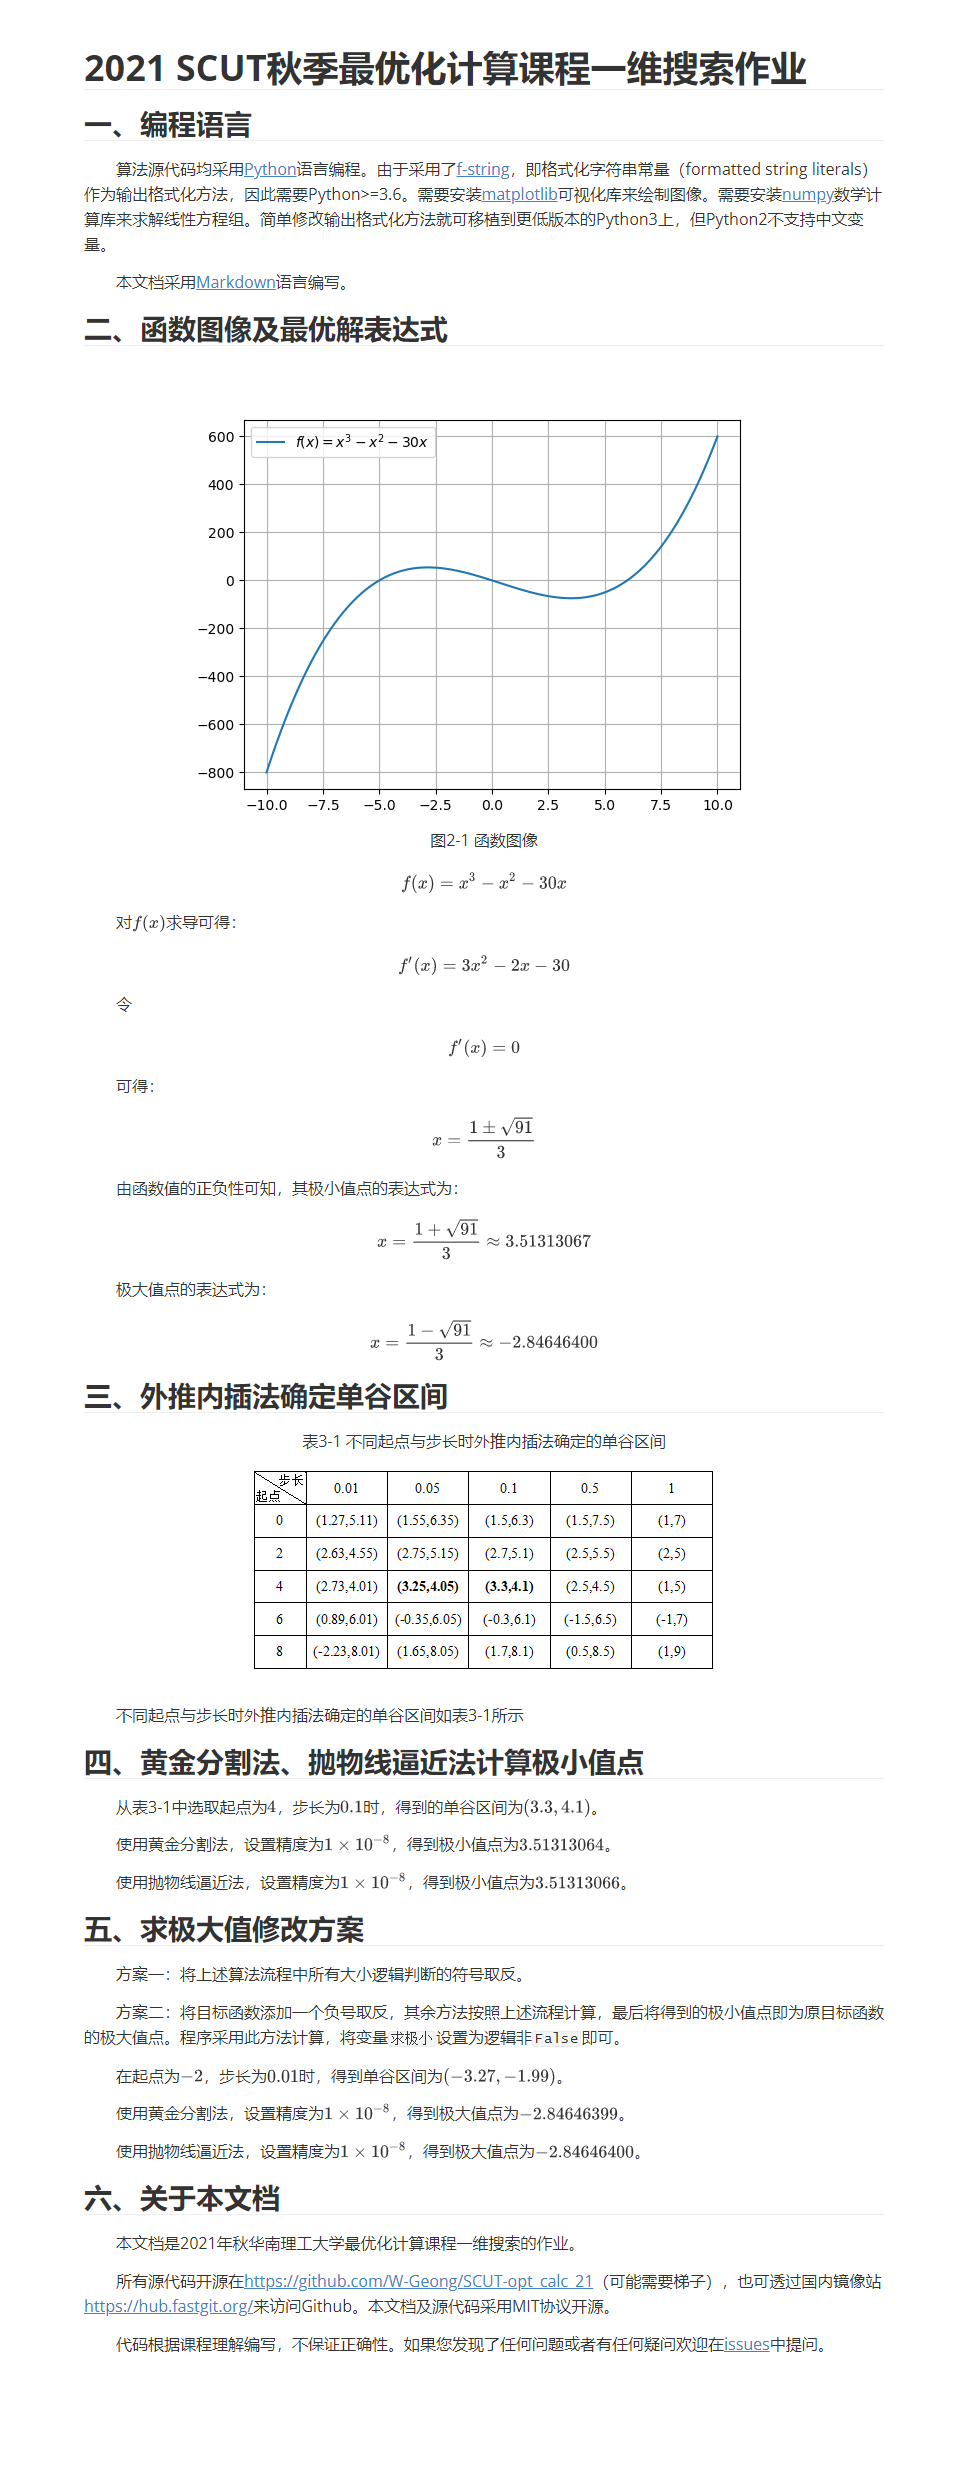 2021 SCUT秋季最优化计算课程一维搜索作业
一、编程语言
算法源代码均采用Python语言编程。由于采用了f-string，即格式化字符串常量（formatted string literals）
作为输出格式化方法，因此需要Python>=3.6。需要安装matplotlib可视化库来绘制图像。需要安装numpy数学计
算库来求解线性方程组。简单修改输出格式化方法就可移植到更低版本的Python3上，但Python2不支持中文变
量。
本文档采用Markdown语言编写。
二、函数图像及最优解表达式
f(x) = x³ − x² − 30x
600
400
200
0
−200
−400
−600
−800
−10.0 −7.5 −5.0 −2.5 0.0 2.5 5.0 7.5 10.0
图2-1 函数图像
f(x) = x³ − x² − 30x
对f(x)求导可得：
f′(x) = 3x² − 2x − 30
令
f′(x) = 0
可得：
x = (1 ± √91)/3
由函数值的正负性可知，其极小值点的表达式为：
x = (1 + √91)/3 ≈ 3.51313067
极大值点的表达式为：
x = (1 − √91)/3 ≈ −2.84646400
三、外推内插法确定单谷区间
表3-1 不同起点与步长时外推内插法确定的单谷区间
步长 起点 0.01 0.05 0.1 0.5 1
0 (1.27,5.11) (1.55,6.35) (1.5,6.3) (1.5,7.5) (1,7)
2 (2.63,4.55) (2.75,5.15) (2.7,5.1) (2.5,5.5) (2,5)
4 (2.73,4.01) (3.25,4.05) (3.3,4.1) (2.5,4.5) (1,5)
6 (0.89,6.01) (-0.35,6.05) (-0.3,6.1) (-1.5,6.5) (-1,7)
8 (-2.23,8.01) (1.65,8.05) (1.7,8.1) (0.5,8.5) (1,9)
不同起点与步长时外推内插法确定的单谷区间如表3-1所示
四、黄金分割法、抛物线逼近法计算极小值点
从表3-1中选取起点为4，步长为0.1时，得到的单谷区间为(3.3, 4.1)。
使用黄金分割法，设置精度为1 × 10⁻⁸，得到极小值点为3.51313064。
使用抛物线逼近法，设置精度为1 × 10⁻⁸，得到极小值点为3.51313066。
五、求极大值修改方案
方案一：将上述算法流程中所有大小逻辑判断的符号取反。
方案二：将目标函数添加一个负号取反，其余方法按照上述流程计算，最后将得到的极小值点即为原目标函数
的极大值点。程序采用此方法计算，将变量求极小设置为逻辑非False即可。
在起点为−2，步长为0.01时，得到单谷区间为(−3.27, −1.99)。
使用黄金分割法，设置精度为1 × 10⁻⁸，得到极大值点为−2.84646399。
使用抛物线逼近法，设置精度为1 × 10⁻⁸，得到极大值点为−2.84646400。
六、关于本文档
本文档是2021年秋华南理工大学最优化计算课程一维搜索的作业。
所有源代码开源在https://github.com/W-Geong/SCUT-opt_calc_21（可能需要梯子），也可透过国内镜像站
https://hub.fastgit.org/来访问Github。本文档及源代码采用MIT协议开源。
代码根据课程理解编写，不保证正确性。如果您发现了任何问题或者有任何疑问欢迎在issues中提问。